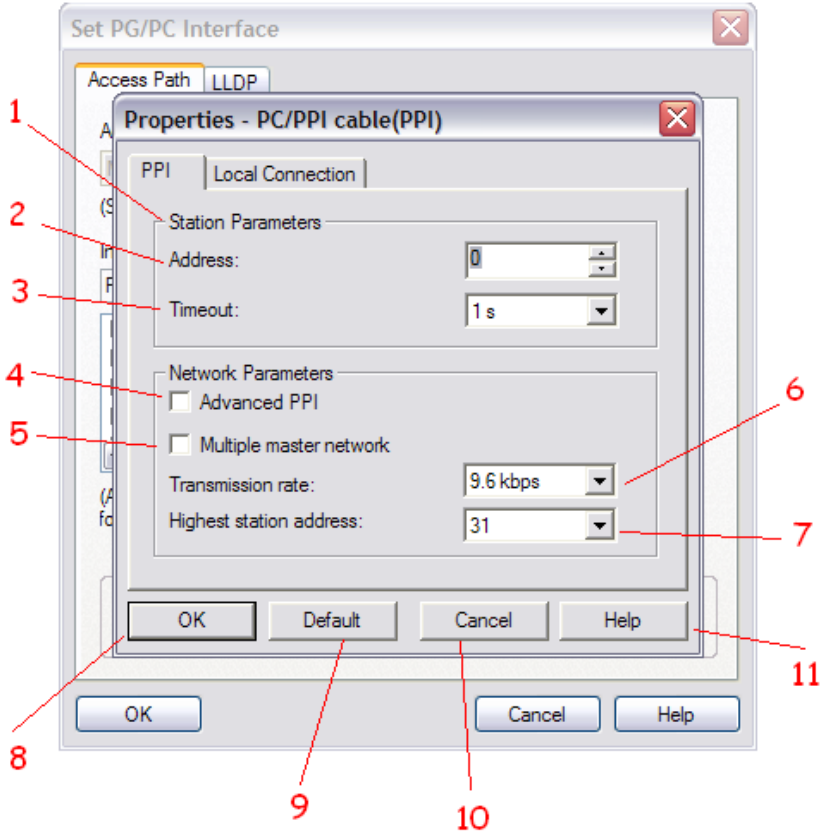 Set PG/PC Interface
Access Path LLDP
1
Properties - PC/PPI cable(PPI)
PPI Local Connection
2
Station Parameters
Address: 0
3
Timeout: 1 s
4
Network Parameters
Advanced PPI
6
5
Multiple master network
Transmission rate: 9.6 kbps
Highest station address: 31
7
OK Default Cancel Help
11
OK Cancel Help
8
9
10